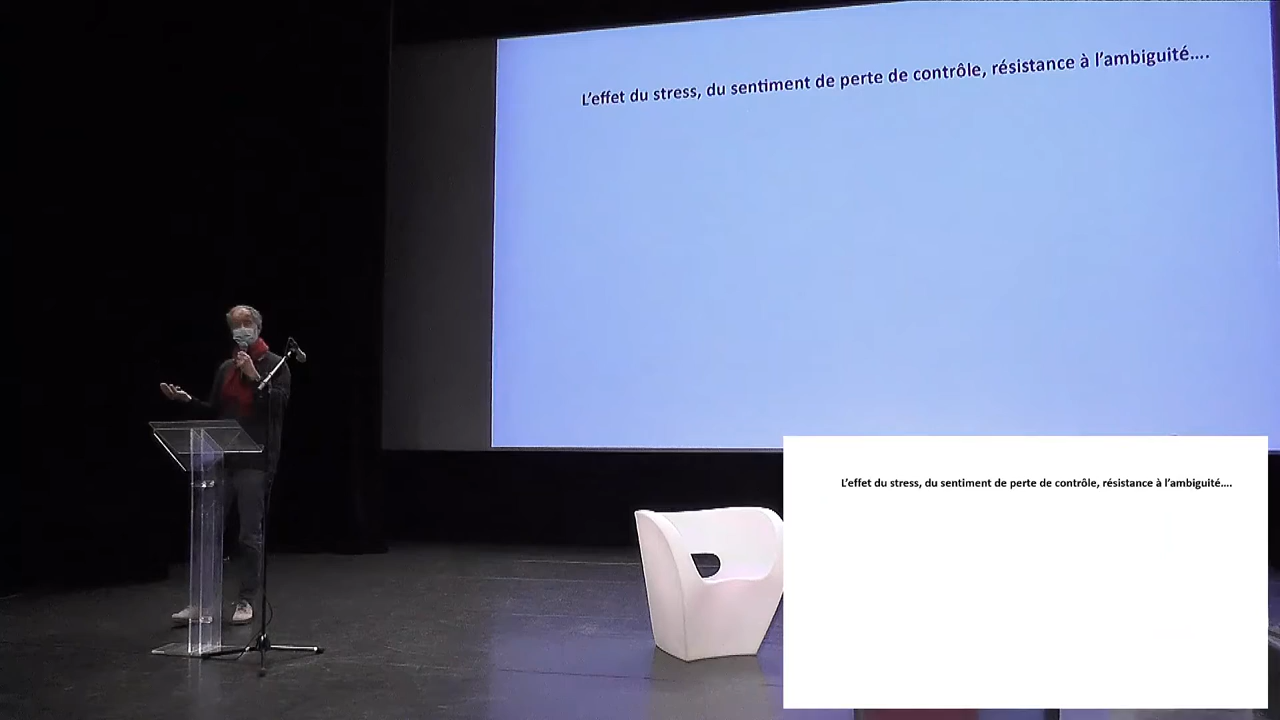 L'effet du stress, du sentiment de perte de contrôle, résistance à l'ambiguité....
L'effet du stress, du sentiment de perte de contrôle, résistance à l'ambiguité....